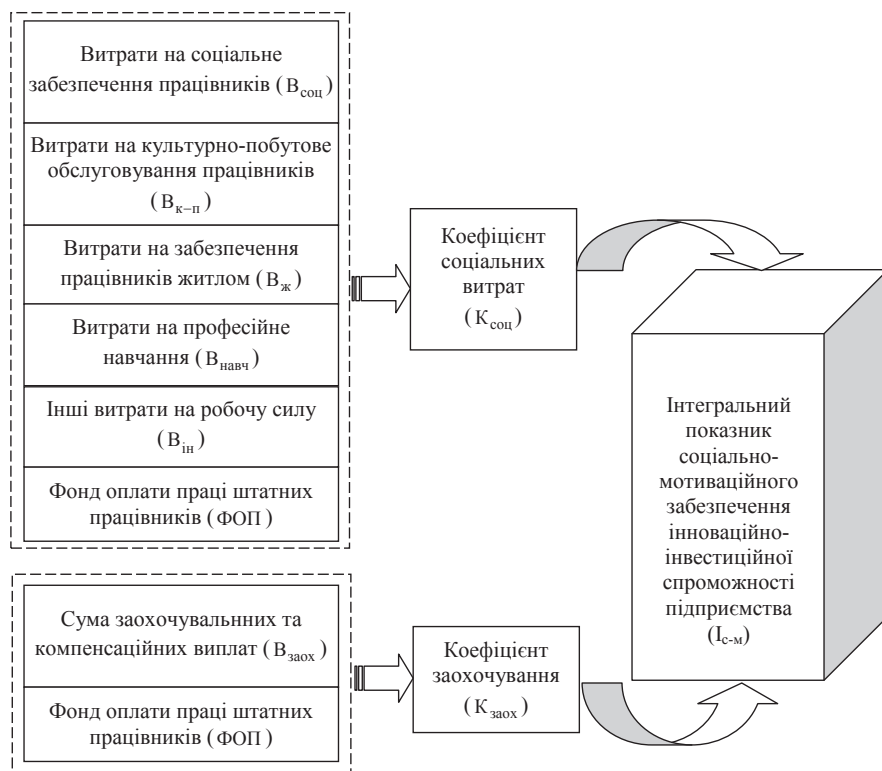 Витрати на соціальне
забезпечення працівників (Всоц)
Витрати на культурно-побутове
обслуговування працівників
(Вк–п)
Витрати на забезпечення
працівників житлом (Вж)
Витрати на професійне
навчання (Внавч)
Інші витрати на робочу силу
(Він)
Фонд оплати праці штатних
працівників (ФОП)
Коефіцієнт
соціальних
витрат
(Ксоц)
Сума заохочувальнних та
компенсаційних виплат (Взаох)
Фонд оплати праці штатних
працівників (ФОП)
Коефіцієнт
заохочування
(Кзаох)
Інтегральний
показник
соціально-
мотиваційного
забезпечення
інноваційно-
інвестиційної
спроможності
підприємства
(Іс-м)